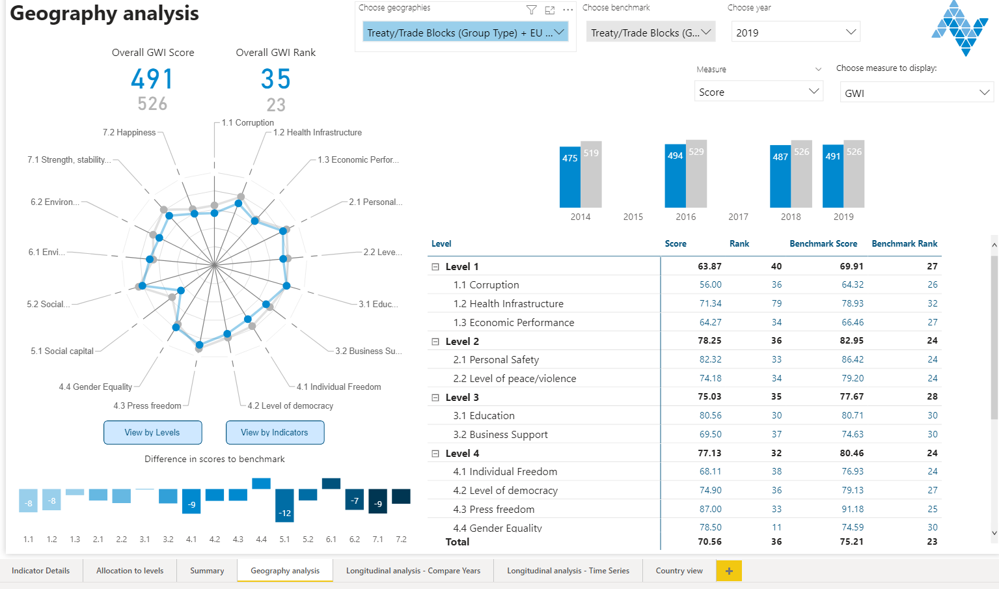 Geography analysis
Choose geographies
Treaty/Trade Blocks (Group Type) + EU ...
Choose benchmark
Treaty/Trade Blocks (G...
Choose year
2019
Measure
Score
Choose measure to display:
GWI
Overall GWI Score
491
526
Overall GWI Rank
35
23
1.1 Corruption
1.2 Health Infrastructure
1.3 Economic Perfor...
2.1 Personal...
2.2 Leve...
3.1 Educ...
3.2 Business Su...
4.1 Individual Freedom
4.2 Level of democracy
4.3 Press freedom
4.4 Gender Equality
5.1 Social capital
5.2 Social...
6.1 Envi...
6.2 Environ...
7.1 Strength, stability...
7.2 Happiness
View by Levels
View by Indicators
Difference in scores to benchmark
-8 -8 -9 -12 -7 -9
1.1 1.2 1.3 2.1 2.2 3.1 3.2 4.1 4.2 4.3 4.4 5.1 5.2 6.1 6.2 7.1 7.2
475 519 494 529 487 526 491 526
2014 2015 2016 2017 2018 2019
Level Score Rank Benchmark Score Benchmark Rank
Level 1 63.87 40 69.91 27
1.1 Corruption 56.00 36 64.32 26
1.2 Health Infrastructure 71.34 79 78.93 32
1.3 Economic Performance 64.27 34 66.46 27
Level 2 78.25 36 82.95 24
2.1 Personal Safety 82.32 33 86.42 24
2.2 Level of peace/violence 74.18 34 79.20 24
Level 3 75.03 35 77.67 28
3.1 Education 80.56 30 80.71 30
3.2 Business Support 69.50 37 74.63 30
Level 4 77.13 32 80.46 24
4.1 Individual Freedom 68.11 38 76.93 24
4.2 Level of democracy 74.90 36 79.13 27
4.3 Press freedom 87.00 33 91.18 25
4.4 Gender Equality 78.50 11 74.59 30
Total 70.56 36 75.21 23
Indicator Details
Allocation to levels
Summary
Geography analysis
Longitudinal analysis - Compare Years
Longitudinal analysis - Time Series
Country view
+